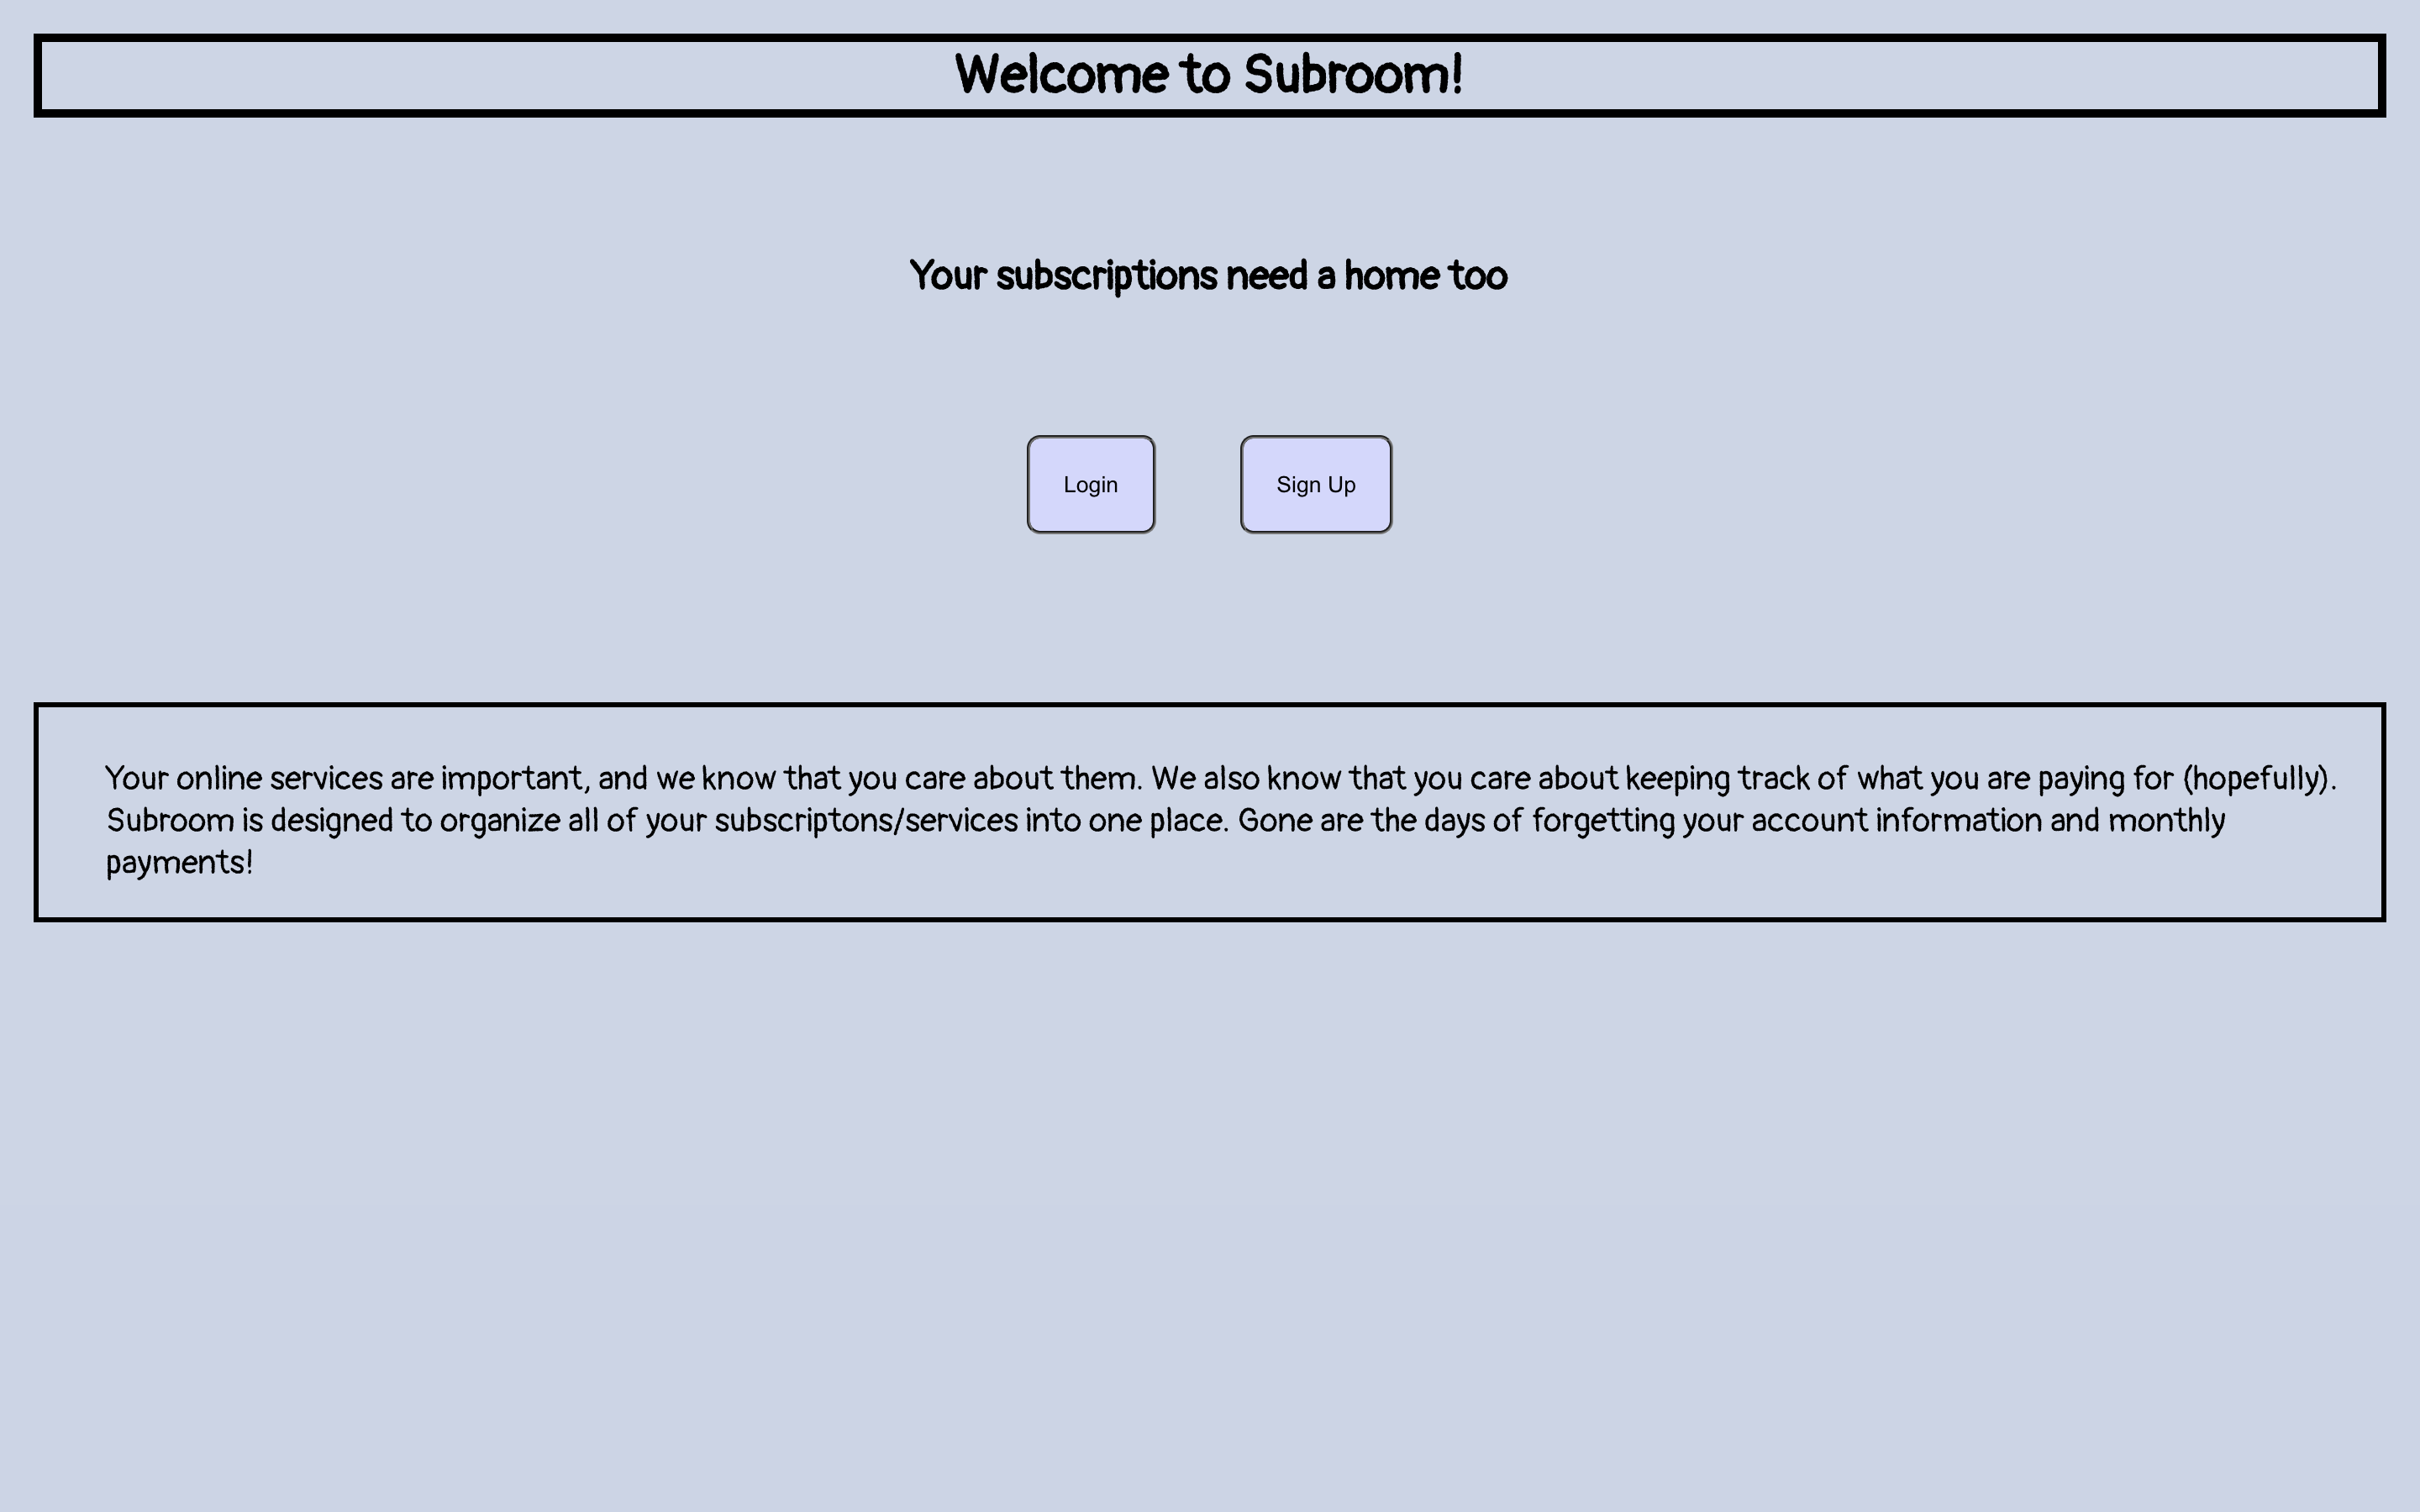 Welcome to Subroom!
Your subscriptions need a home too
Login
Sign Up
Your online services are important, and we know that you care about them. We also know that you care about keeping track of what you are paying for (hopefully).
Subroom is designed to organize all of your subscriptons/services into one place. Gone are the days of forgetting your account information and monthly
payments!